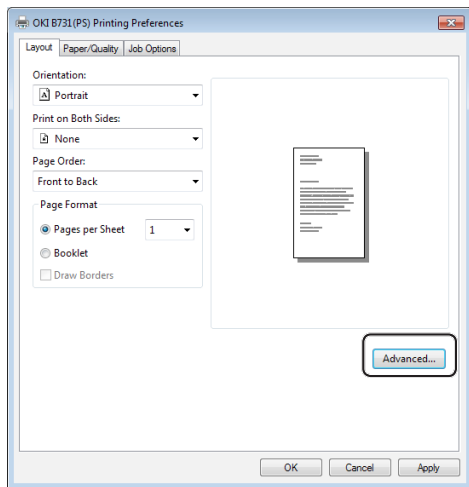 OKI B731(PS) Printing Preferences
Layout Paper/Quality Job Options
Orientation:
A Portrait
Print on Both Sides:
None
Page Order:
Front to Back
Page Format
Pages per Sheet 1
Booklet
Draw Borders
Advanced...
OK Cancel Apply